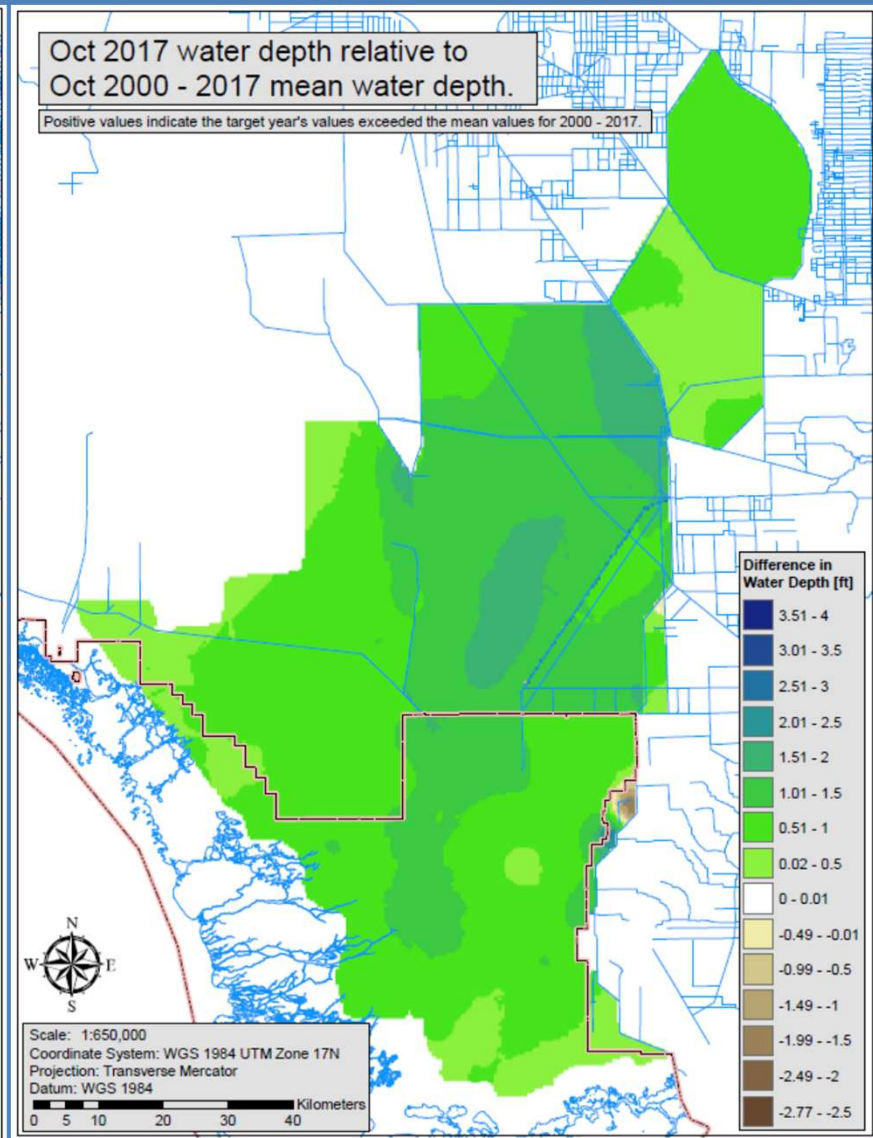 Oct 2017 water depth relative to
Oct 2000 - 2017 mean water depth.
Positive values indicate the target year's values exceeded the mean values for 2000 - 2017.
Difference in
Water Depth [ft]
3.51 - 4
3.01 - 3.5
2.51 - 3
2.01 - 2.5
1.51 - 2
1.01 - 1.5
0.51 - 1
0.02 - 0.5
0 - 0.01
-0.49 - -0.01
-0.99 - -0.5
-1.49 - -1
-1.99 - -1.5
-2.49 - -2
-2.77 - -2.5
N
W E
S
Scale: 1:650,000
Coordinate System: WGS 1984 UTM Zone 17N
Projection: Transverse Mercator
Datum: WGS 1984
Kilometers
0 5 10 20 30 40